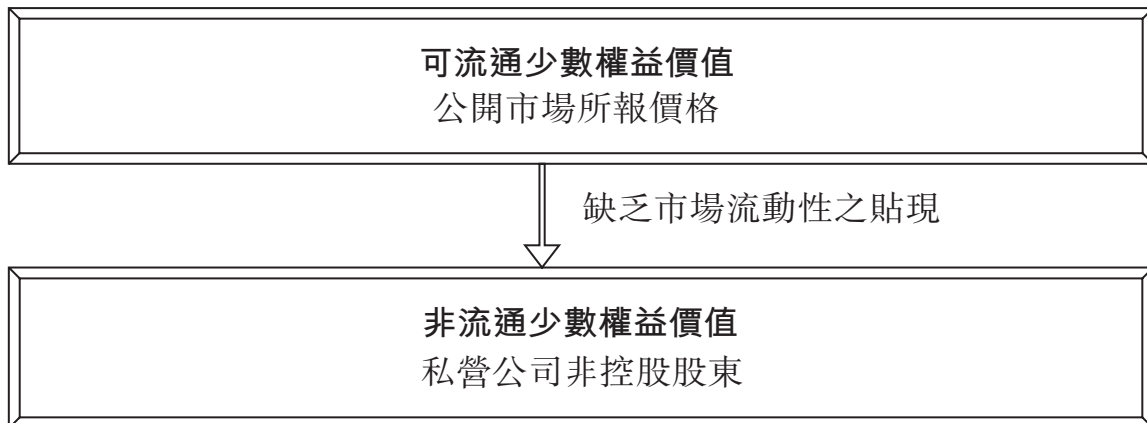 可流通少數權益價值
公開市場所報價格
缺乏市場流動性之貼現
非流通少數權益價值
私營公司非控股股東